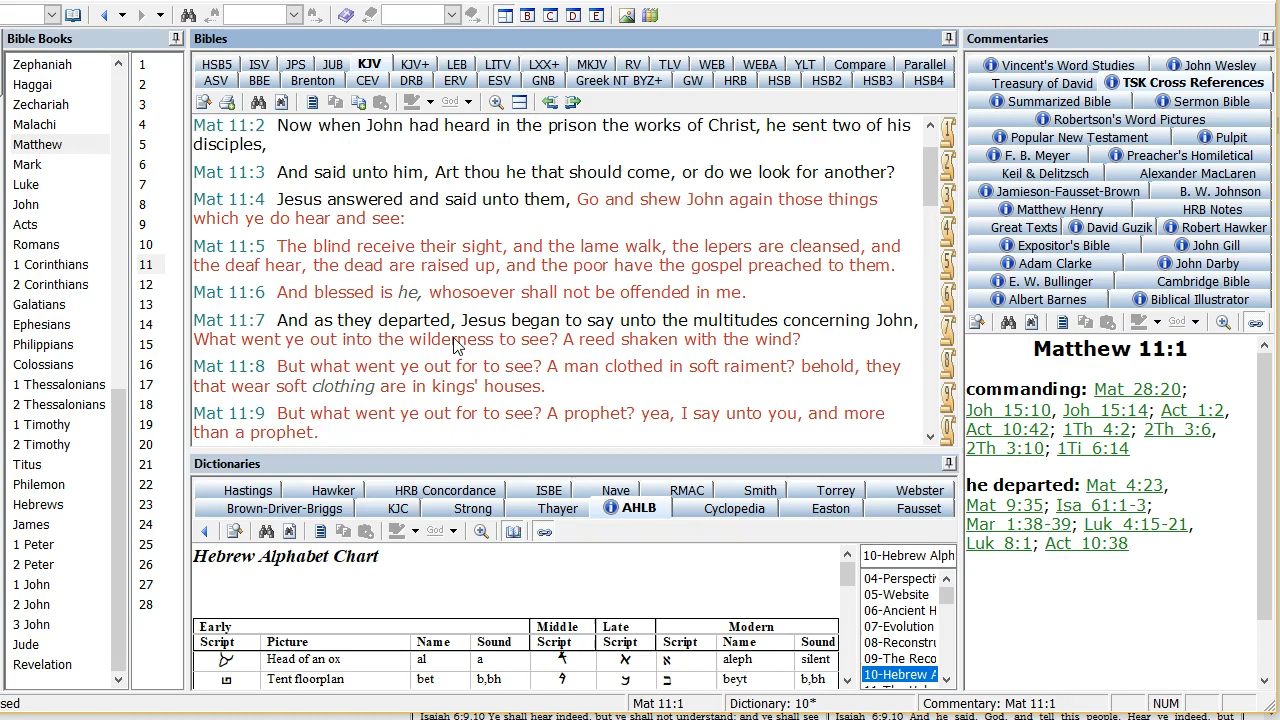 Bible Books
Zephaniah
Haggai
Zechariah
Malachi
Matthew
Mark
Luke
John
Acts
Romans
1 Corinthians
2 Corinthians
Galatians
Ephesians
Philippians
Colossians
1 Thessalonians
2 Thessalonians
1 Timothy
2 Timothy
Titus
Philemon
Hebrews
James
1 Peter
2 Peter
1 John
2 John
3 John
Jude
Revelation
1
2
3
4
5
6
7
8
9
10
11
12
13
14
15
16
17
18
19
20
21
22
23
24
25
26
27
28
B C D E
Bibles
HSB5 ISV JPS JUB KJV KJV+ LEB LITV LXX+ MKJV RV TLV WEB WEBA YLT Compare Parallel
ASV BBE Brenton CEV DRB ERV ESV GNB Greek NT BYZ+ GW HRB HSB HSB2 HSB3 HSB4
God
Mat 11:2 Now when John had heard in the prison the works of Christ, he sent two of his
disciples,
Mat 11:3 And said unto him, Art thou he that should come, or do we look for another?
Mat 11:4 Jesus answered and said unto them, Go and shew John again those things
which ye do hear and see:
Mat 11:5 The blind receive their sight, and the lame walk, the lepers are cleansed, and
the deaf hear, the dead are raised up, and the poor have the gospel preached to them.
Mat 11:6 And blessed is he, whosoever shall not be offended in me.
Mat 11:7 And as they departed, Jesus began to say unto the multitudes concerning John,
What went ye out into the wilderness to see? A reed shaken with the wind?
Mat 11:8 But what went ye out for to see? A man clothed in soft raiment? behold, they
that wear soft clothing are in kings' houses.
Mat 11:9 But what went ye out for to see? A prophet? yea, I say unto you, and more
than a prophet.
1
2
3
4
5
6
7
8
9
0
Dictionaries
Hastings Hawker HRB Concordance ISBE Nave RMAC Smith Torrey Webster
Brown-Driver-Briggs KJC Strong Thayer AHLB Cyclopedia Easton Fausset
God
Hebrew Alphabet Chart
Early Middle Late Modern
Script Picture Name Sound Script Script Script Name Sound
Head of an ox al a א aleph silent
Tent floorplan bet b,bh ב beyt b,bh
10-Hebrew Alph
04-Perspecti
05-Website
06-Ancient H
07-Evolution
08-Reconstru
09-The Reco
10-Hebrew A
Commentaries
Vincent's Word Studies John Wesley
Treasury of David TSK Cross References
Summarized Bible Sermon Bible
Robertson's Word Pictures
Popular New Testament Pulpit
F. B. Meyer Preacher's Homiletical
Keil & Delitzsch Alexander MacLaren
Jamieson-Fausset-Brown B. W. Johnson
Matthew Henry HRB Notes
Great Texts David Guzik Robert Hawker
Expositor's Bible John Gill
Adam Clarke John Darby
E. W. Bullinger Cambridge Bible
Albert Barnes Biblical Illustrator
Matthew 11:1
commanding: Mat 28:20;
Joh 15:10, Joh 15:14; Act 1:2,
Act 10:42; 1Th 4:2; 2Th 3:6,
2Th 3:10; 1Ti 6:14
he departed: Mat 4:23,
Mat 9:35; Isa 61:1-3;
Mar 1:38-39; Luk 4:15-21,
Luk 8:1; Act 10:38
sed Mat 11:1 Dictionary: 10* Commentary: Mat 11:1 NUM